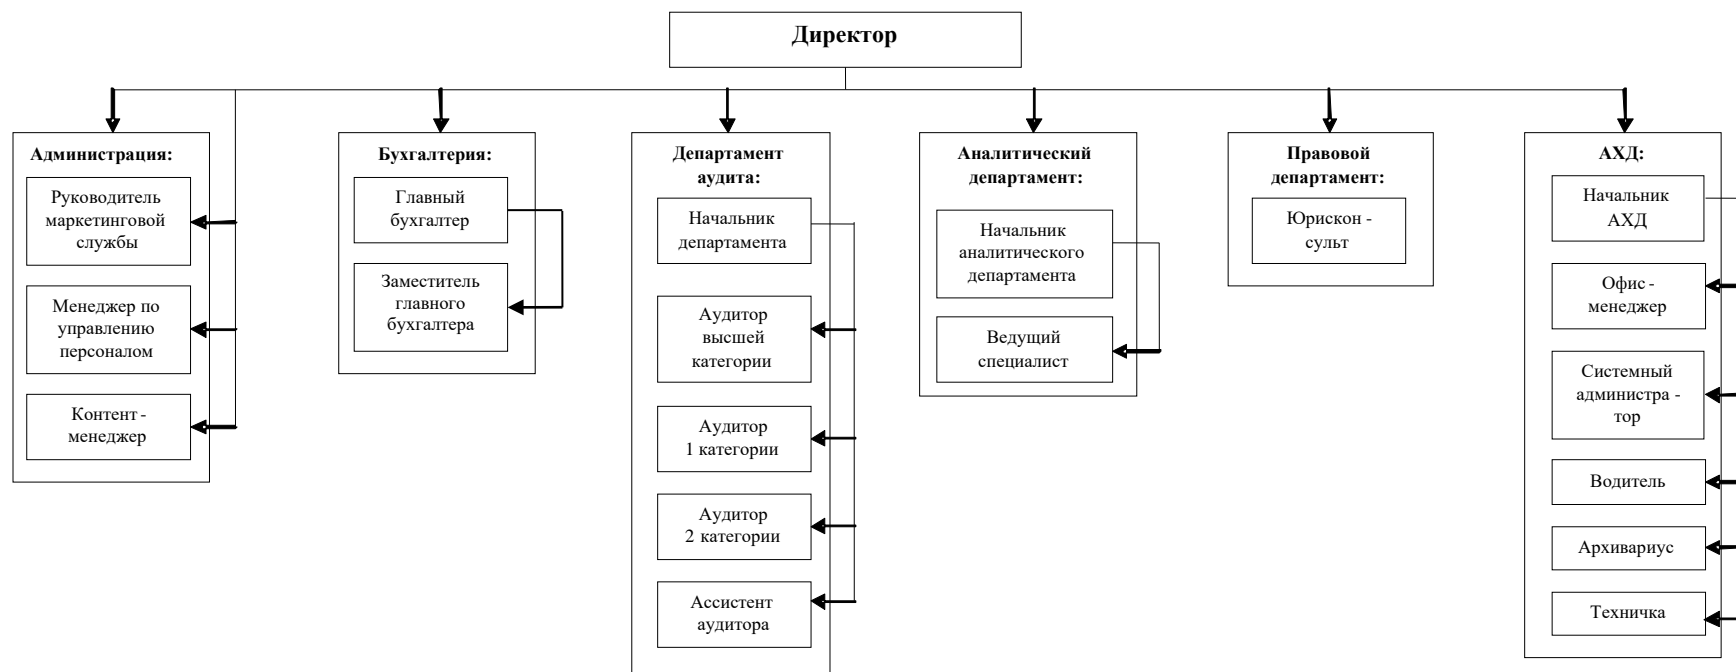 Директор
Администрация:
Руководитель
маркетинговой
службы
Менеджер по
управлению
персоналом
Контент -
менеджер
Бухгалтерия:
Главный
бухгалтер
Заместитель
главного
бухгалтера
Департамент
аудита:
Начальник
департамента
Аудитор
высшей
категории
Аудитор
1 категории
Аудитор
2 категории
Ассистент
аудитора
Аналитический
департамент:
Начальник
аналитического
департамента
Ведущий
специалист
Правовой
департамент:
Юрискон -
сульт
АХД:
Начальник
АХД
Офис -
менеджер
Системный
администра -
тор
Водитель
Архивариус
Техничка